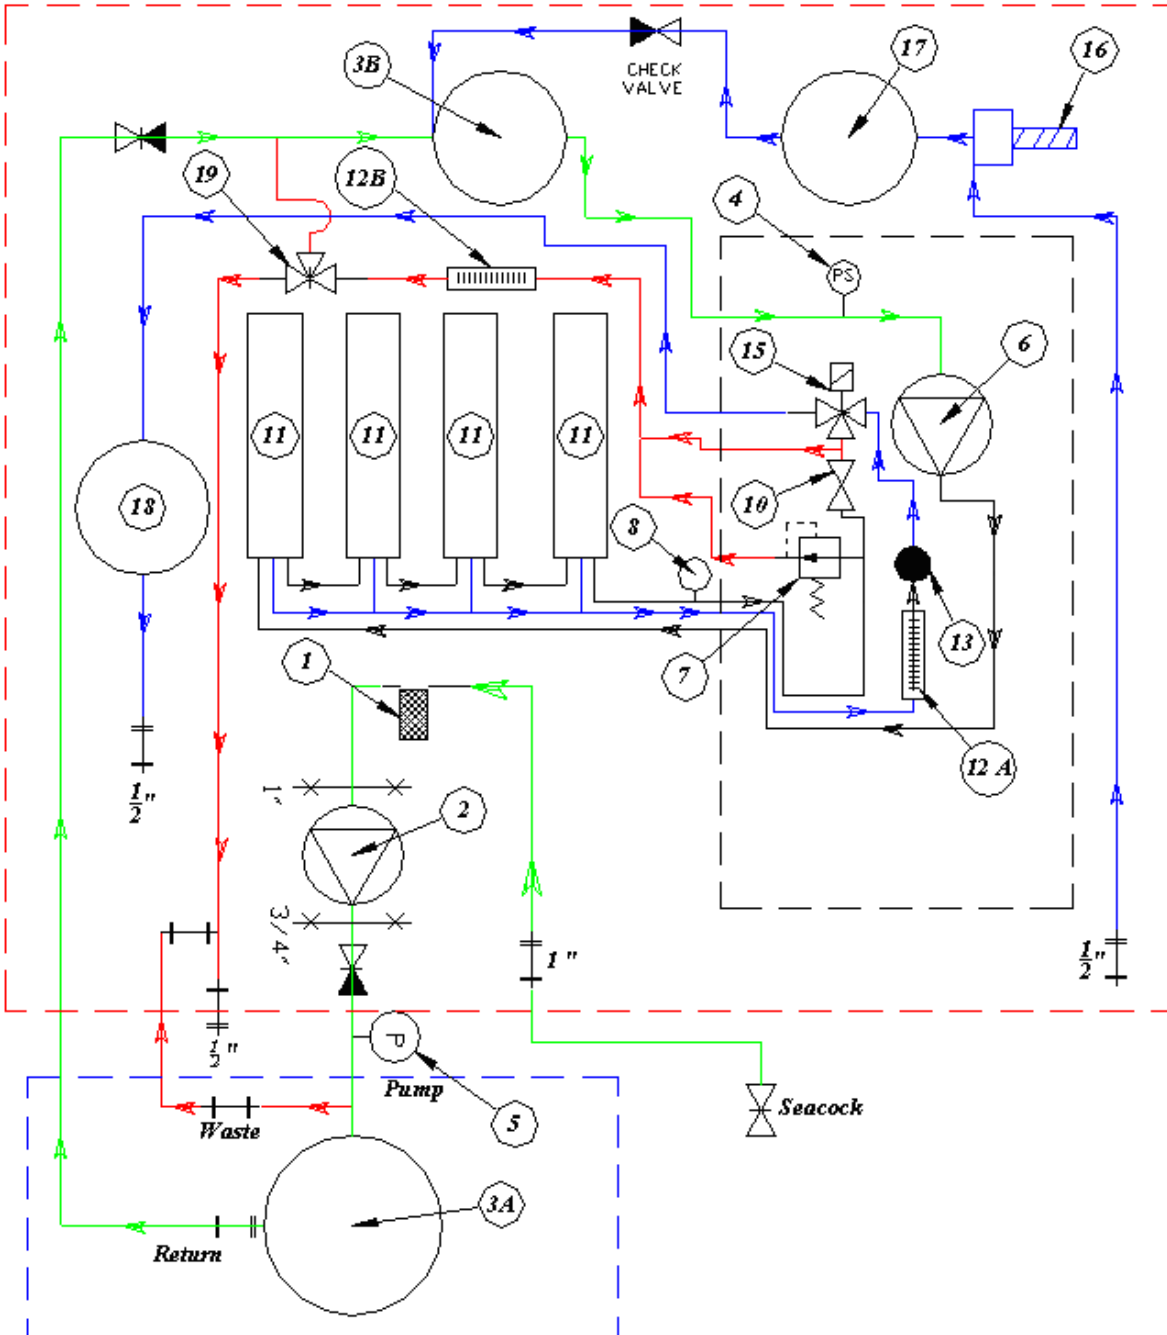 3B
CHECK
VALVE
17
16
19
12B
4
PS
15
6
11
11
11
11
10
18
8
13
1
7
12 A
1/2"
1"
2
3/4"
1 "
1/2"
1/2"
P
Pump
5
Seacock
Waste
3A
Return